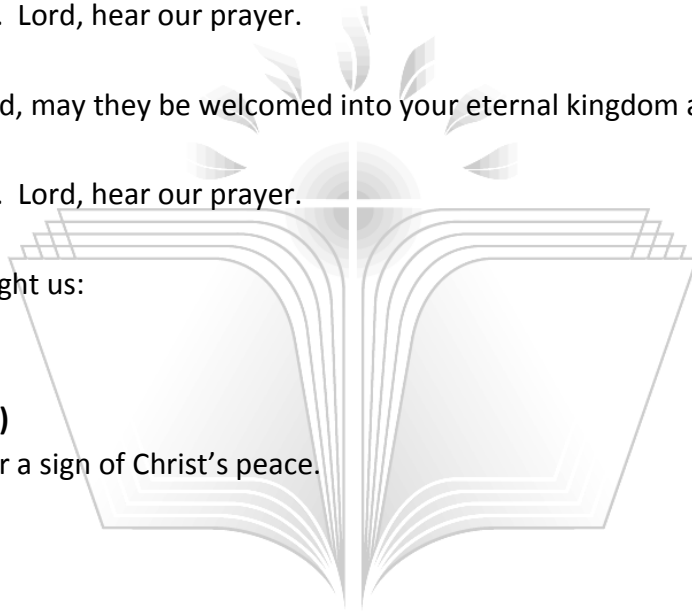 . Lord, hear our prayer.
d, may they be welcomed into your eternal kingdom a
. Lord, hear our prayer.
ght us:
)
r a sign of Christ’s peace.